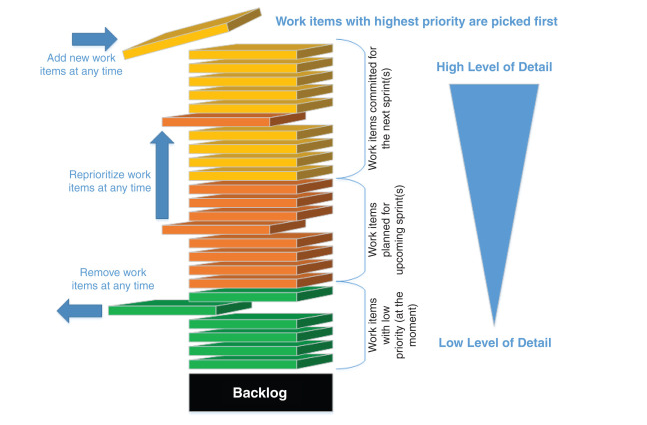 Work items with highest priority are picked first
Add new work
items at any time
High Level of Detail
Work items committed for
the next sprint(s)
Reprioritize work
items at any time
Work items
planned for
upcoming sprint(s)
Remove work
items at any time
Work items
with low
priority (at the
moment)
Low Level of Detail
Backlog